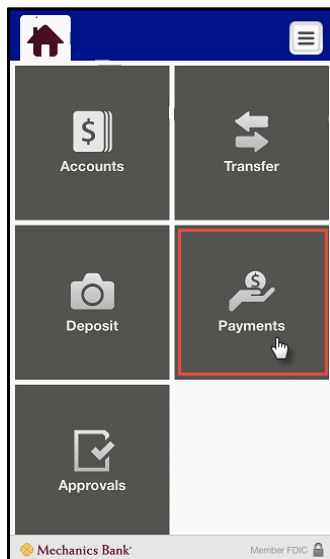 Accounts
Transfer
Deposit
Payments
Approvals
Mechanics Bank®
Member FDIC